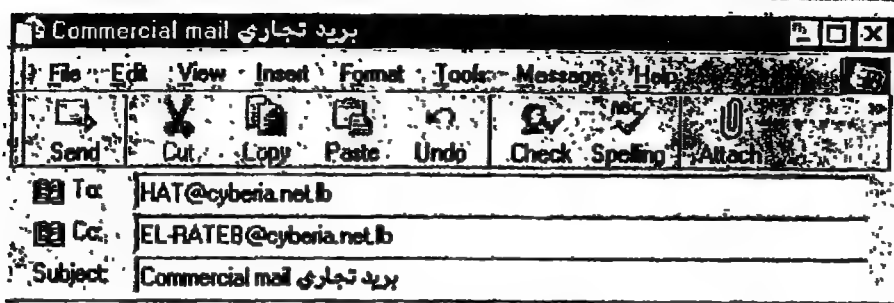 Commercial mail بريد تجاري
File Edit View Insert Format Tools Message Help
Send Cut Copy Paste Undo Check Spelling Attach
To: HAT@cyberia.net.lb
Cc: EL-RATEB@cyberia.net.lb
Subject: Commercial mail بريد تجاري